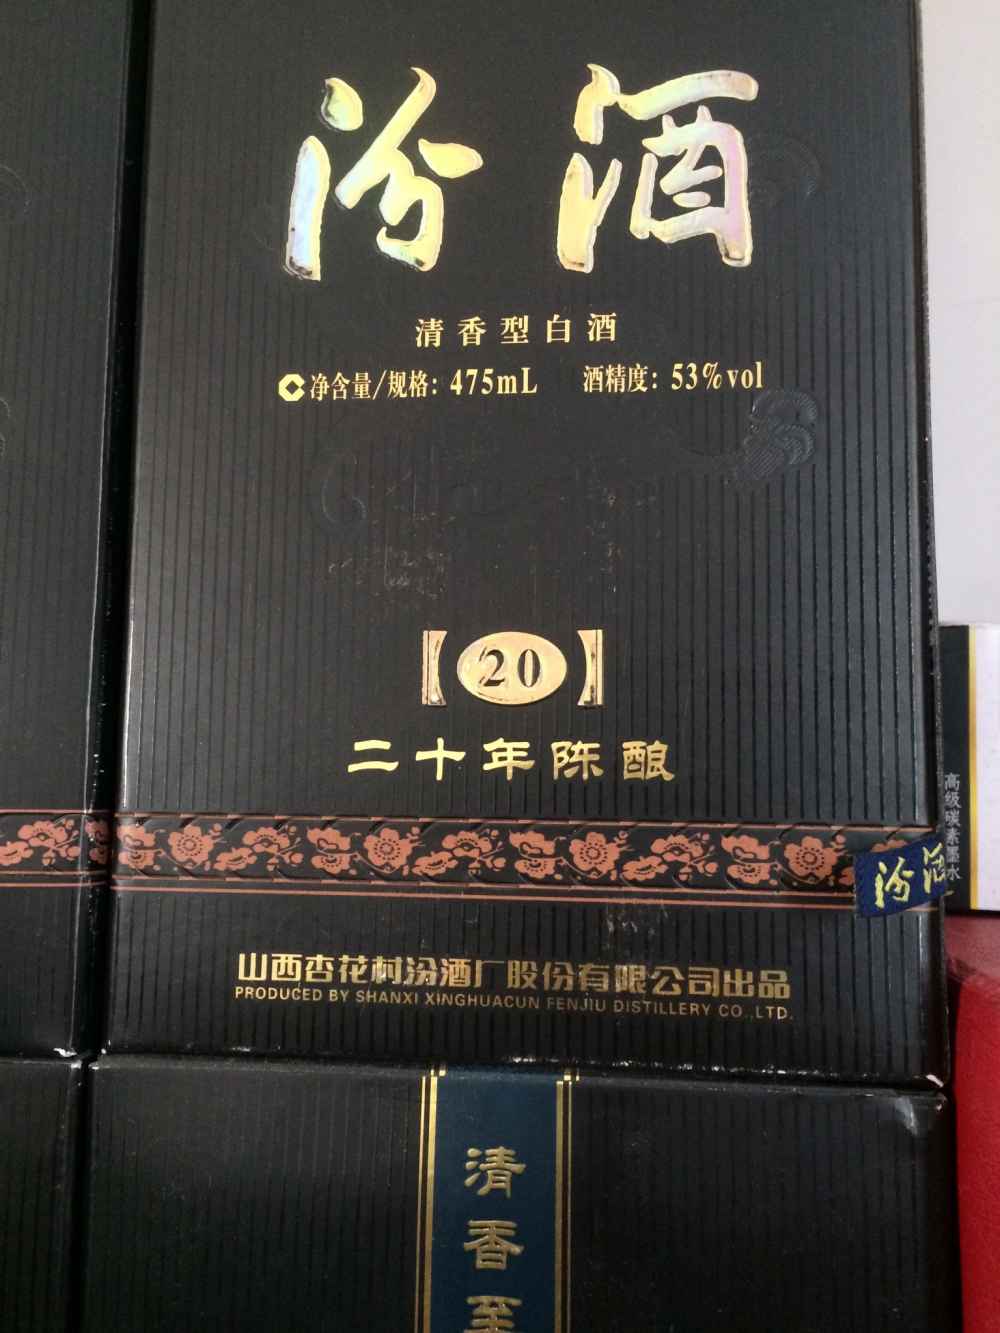 汾酒
清香型白酒
净含量/规格：475mL 酒精度：53%vol
【20】
二十年陈酿
汾酒
高级碳素墨水
山西杏花村汾酒厂股份有限公司出品
PRODUCED BY SHANXI XINGHUACUN FENJIU DISTILLERY CO.,LTD.
清香至